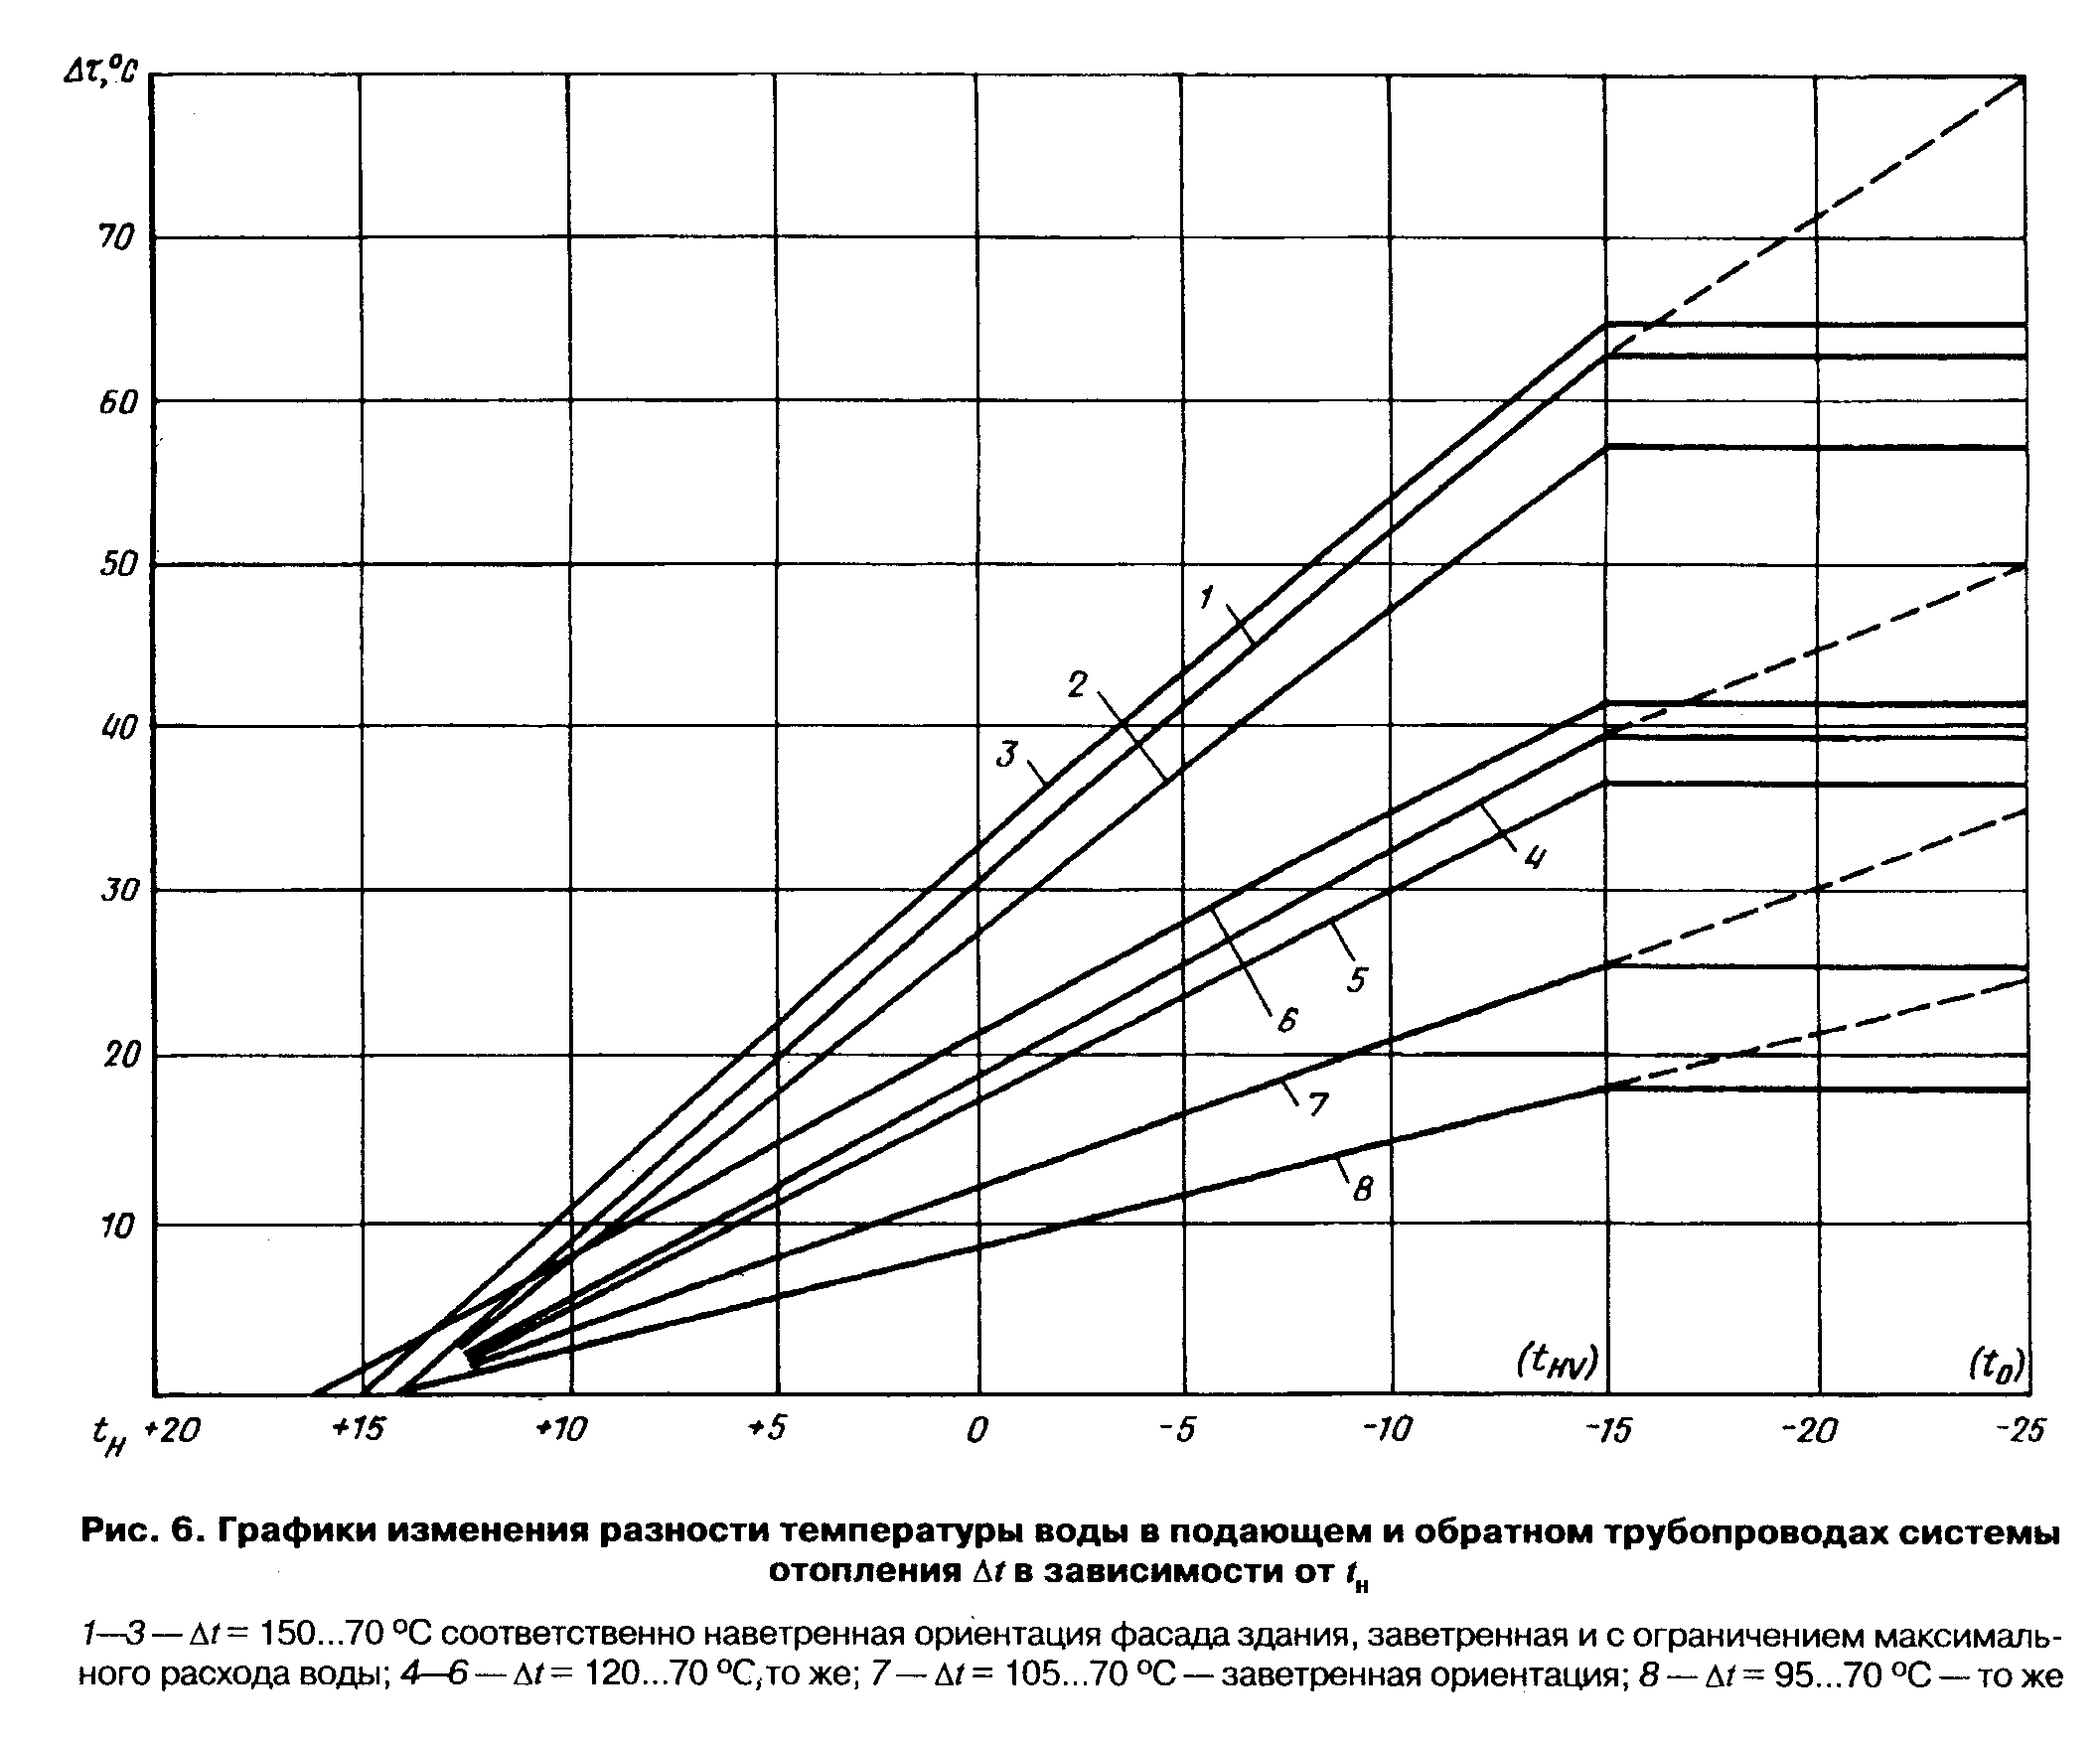 Δτ,°C
70
60
50
40
30
20
10
1
2
3
4
5
6
7
8
(tнv)
(t0)
tн +20 +15 +10 +5 0 -5 -10 -15 -20 -25
Рис. 6. Графики изменения разности температуры воды в подающем и обратном трубопроводах системы
отопления Δt в зависимости от tн
1—3 — Δt = 150...70 °C соответственно наветренная ориентация фасада здания, заветренная и с ограничением максималь-
ного расхода воды; 4—6 — Δt = 120...70 °C, то же; 7 — Δt = 105...70 °C — заветренная ориентация; 8 — Δt = 95...70 °C — то же